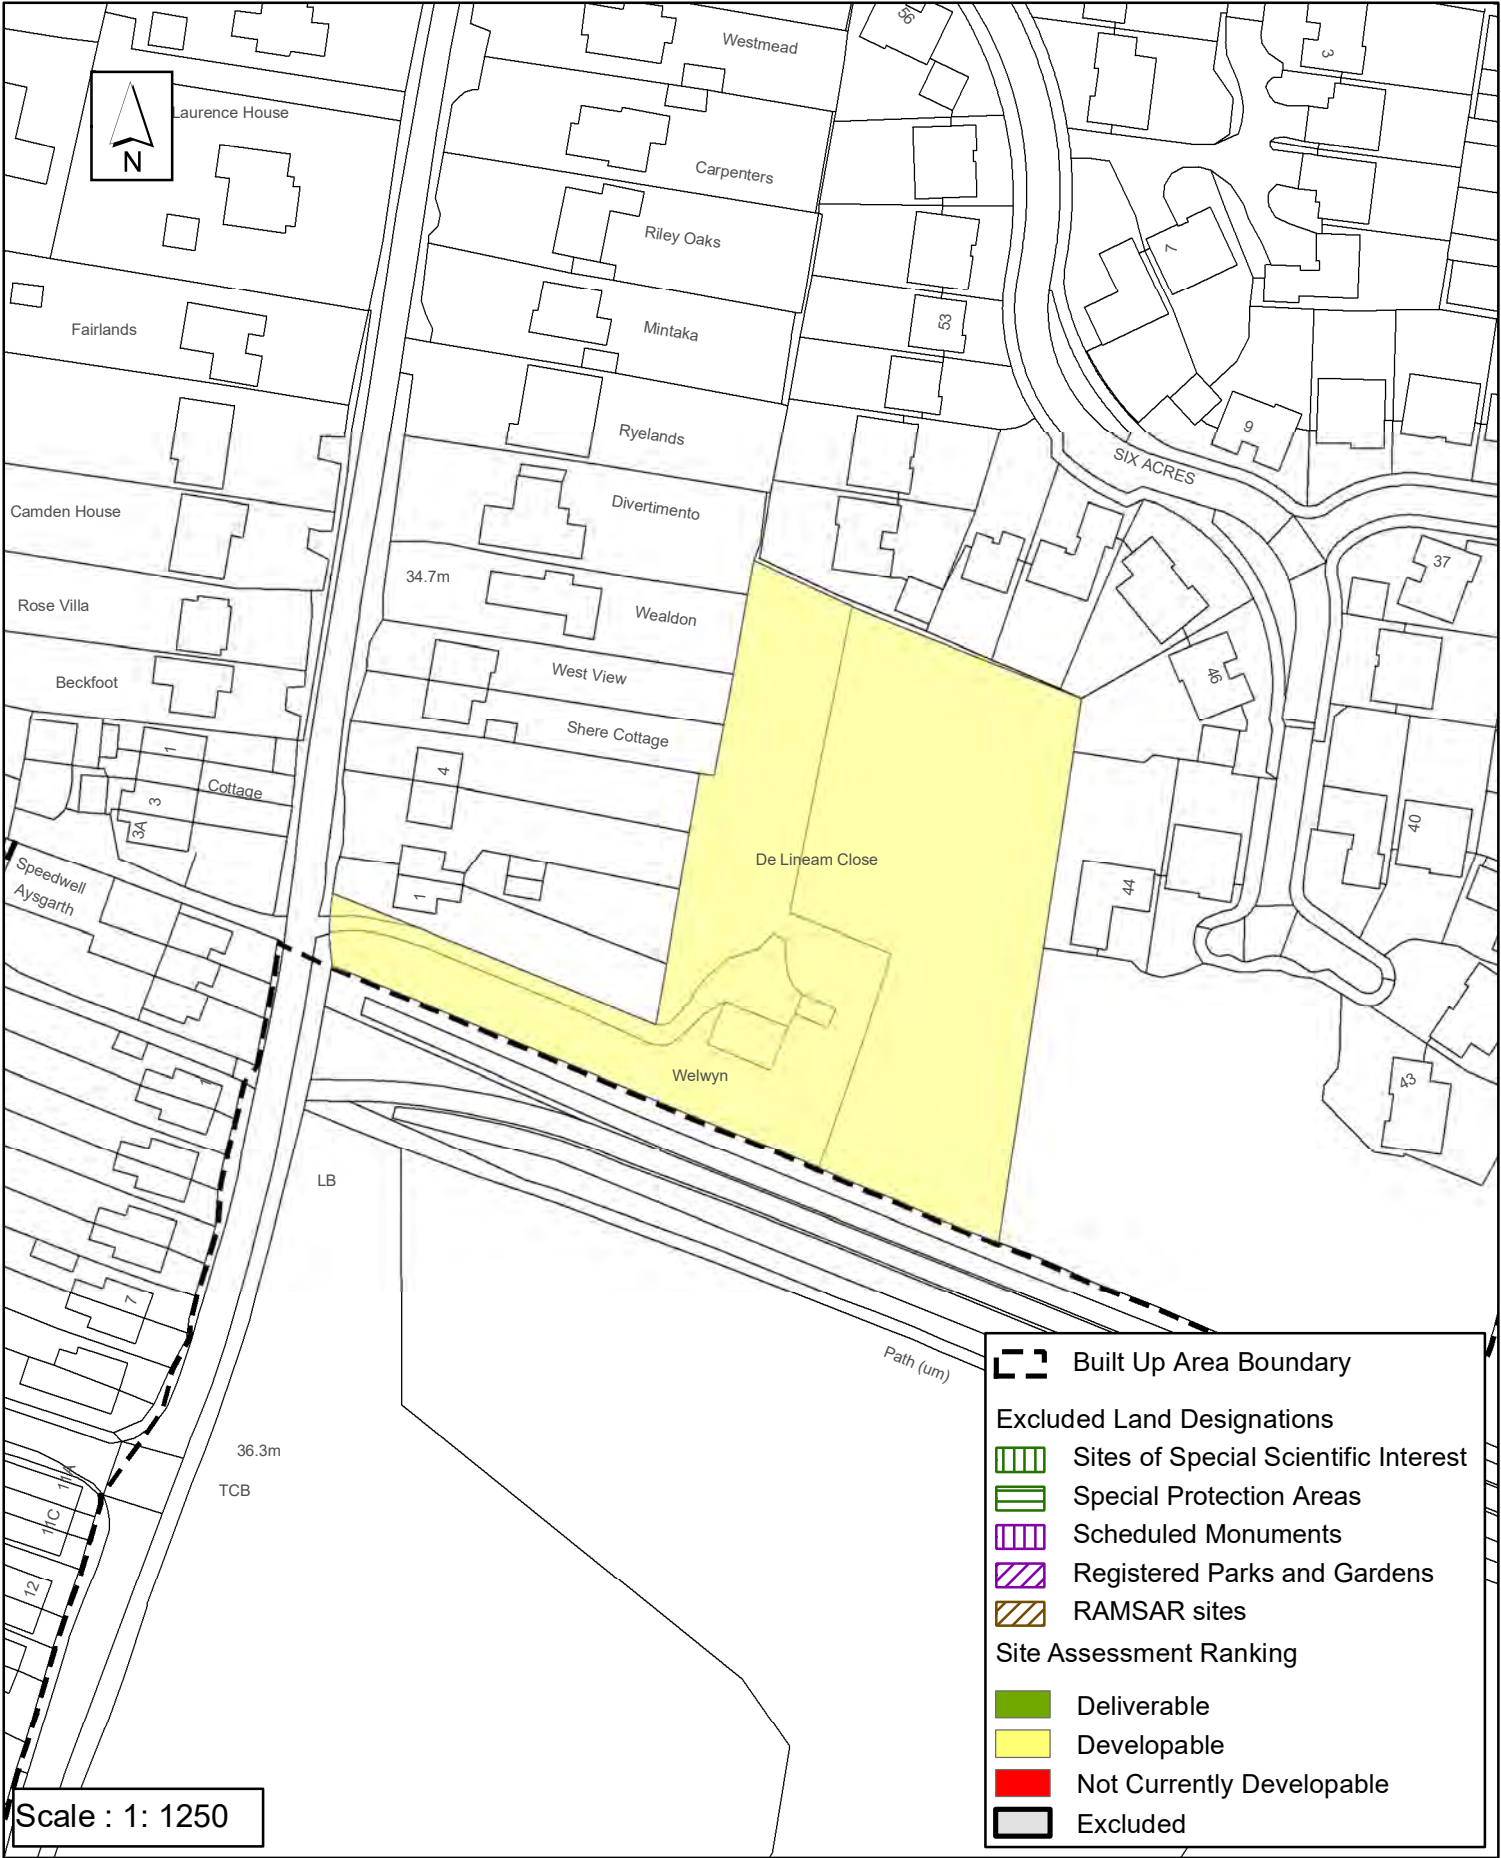 56
Westmead
3
Laurence House
N
Carpenters
Riley Oaks
7
Fairlands
Mintaka
53
Ryelands
9
SIX ACRES
Camden House
Divertimento
37
34.7m
Rose Villa
Wealdon
West View
46
Beckfoot
Shere Cottage
1
4
Cottage
3
3A
40
De Lineam Close
Speedwell
Aysgarth
1
44
Welwyn
1
43
LB
7
Path (um)
36.3m
TCB
11A
11C
12
Built Up Area Boundary
Excluded Land Designations
Sites of Special Scientific Interest
Special Protection Areas
Scheduled Monuments
Registered Parks and Gardens
RAMSAR sites
Site Assessment Ranking
Deliverable
Developable
Not Currently Developable
Excluded
Scale : 1: 1250